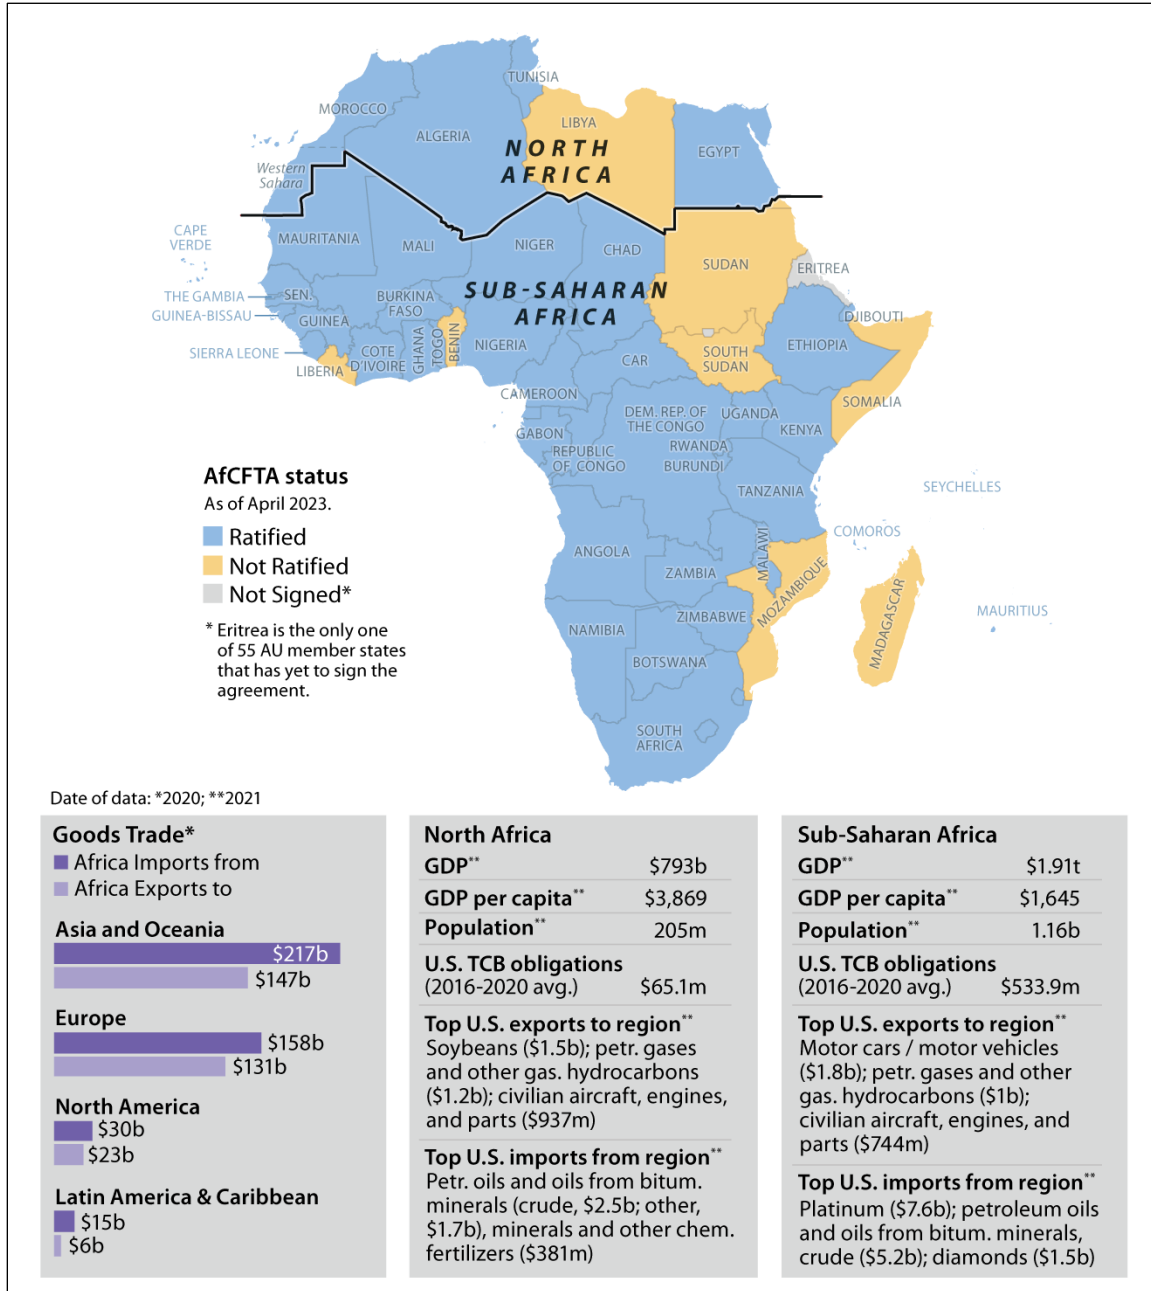 TUNISIA
MOROCCO
ALGERIA
LIBYA
EGYPT
NORTH
AFRICA
Western
Sahara
CAPE
VERDE
MAURITANIA
MALI
NIGER
CHAD
SUDAN
ERITREA
SUB-SAHARAN
AFRICA
THE GAMBIA
SEN.
GUINEA-BISSAU
GUINEA
BURKINA
FASO
DJIBOUTI
SIERRA LEONE
LIBERIA
COTE
D'IVOIRE
GHANA
TOGO
BENIN
NIGERIA
CAR
SOUTH
SUDAN
ETHIOPIA
SOMALIA
CAMEROON
GABON
REPUBLIC
OF CONGO
DEM. REP. OF
THE CONGO
UGANDA
KENYA
RWANDA
BURUNDI
TANZANIA
SEYCHELLES
COMOROS
ANGOLA
ZAMBIA
MALAWI
MOZAMBIQUE
MADAGASCAR
MAURITIUS
NAMIBIA
ZIMBABWE
BOTSWANA
SOUTH
AFRICA
AfCFTA status
As of April 2023.
Ratified
Not Ratified
Not Signed*
* Eritrea is the only one
of 55 AU member states
that has yet to sign the
agreement.
Date of data: *2020; **2021
Goods Trade*
Africa Imports from
Africa Exports to
Asia and Oceania
$217b
$147b
Europe
$158b
$131b
North America
$30b
$23b
Latin America & Caribbean
$15b
$6b
North Africa
GDP** $793b
GDP per capita** $3,869
Population** 205m
U.S. TCB obligations
(2016-2020 avg.) $65.1m
Top U.S. exports to region**
Soybeans ($1.5b); petr. gases
and other gas. hydrocarbons
($1.2b); civilian aircraft, engines,
and parts ($937m)
Top U.S. imports from region**
Petr. oils and oils from bitum.
minerals (crude, $2.5b; other,
$1.7b), minerals and other chem.
fertilizers ($381m)
Sub-Saharan Africa
GDP** $1.91t
GDP per capita** $1,645
Population** 1.16b
U.S. TCB obligations
(2016-2020 avg.) $533.9m
Top U.S. exports to region**
Motor cars / motor vehicles
($1.8b); petr. gases and other
gas. hydrocarbons ($1b);
civilian aircraft, engines, and
parts ($744m)
Top U.S. imports from region**
Platinum ($7.6b); petroleum oils
and oils from bitum. minerals,
crude ($5.2b); diamonds ($1.5b)